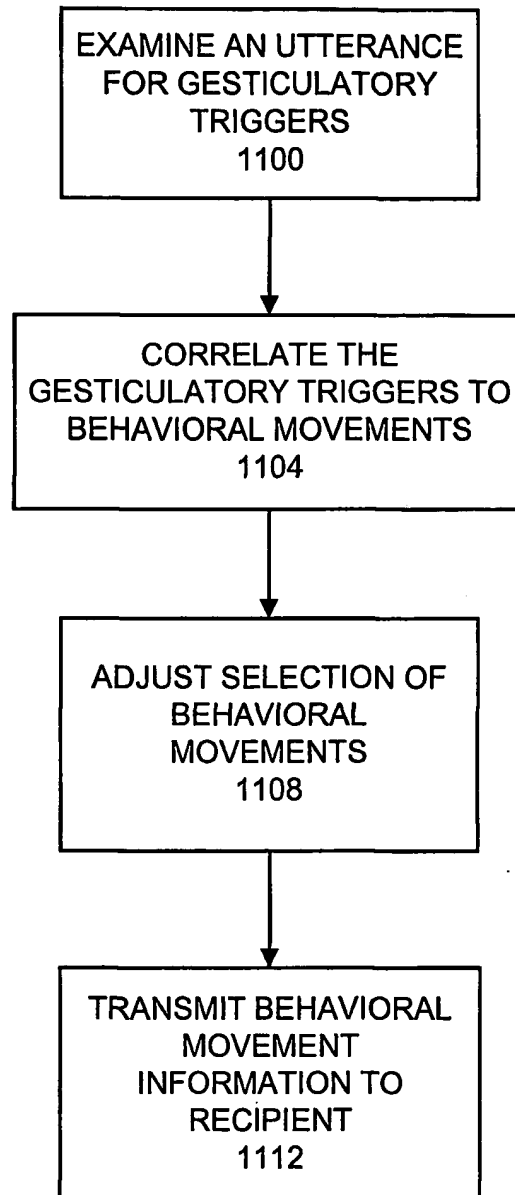 EXAMINE AN UTTERANCE
FOR GESTICULATORY
TRIGGERS
1100
CORRELATE THE
GESTICULATORY TRIGGERS TO
BEHAVIORAL MOVEMENTS
1104
ADJUST SELECTION OF
BEHAVIORAL
MOVEMENTS
1108
TRANSMIT BEHAVIORAL
MOVEMENT
INFORMATION TO
RECIPIENT
1112